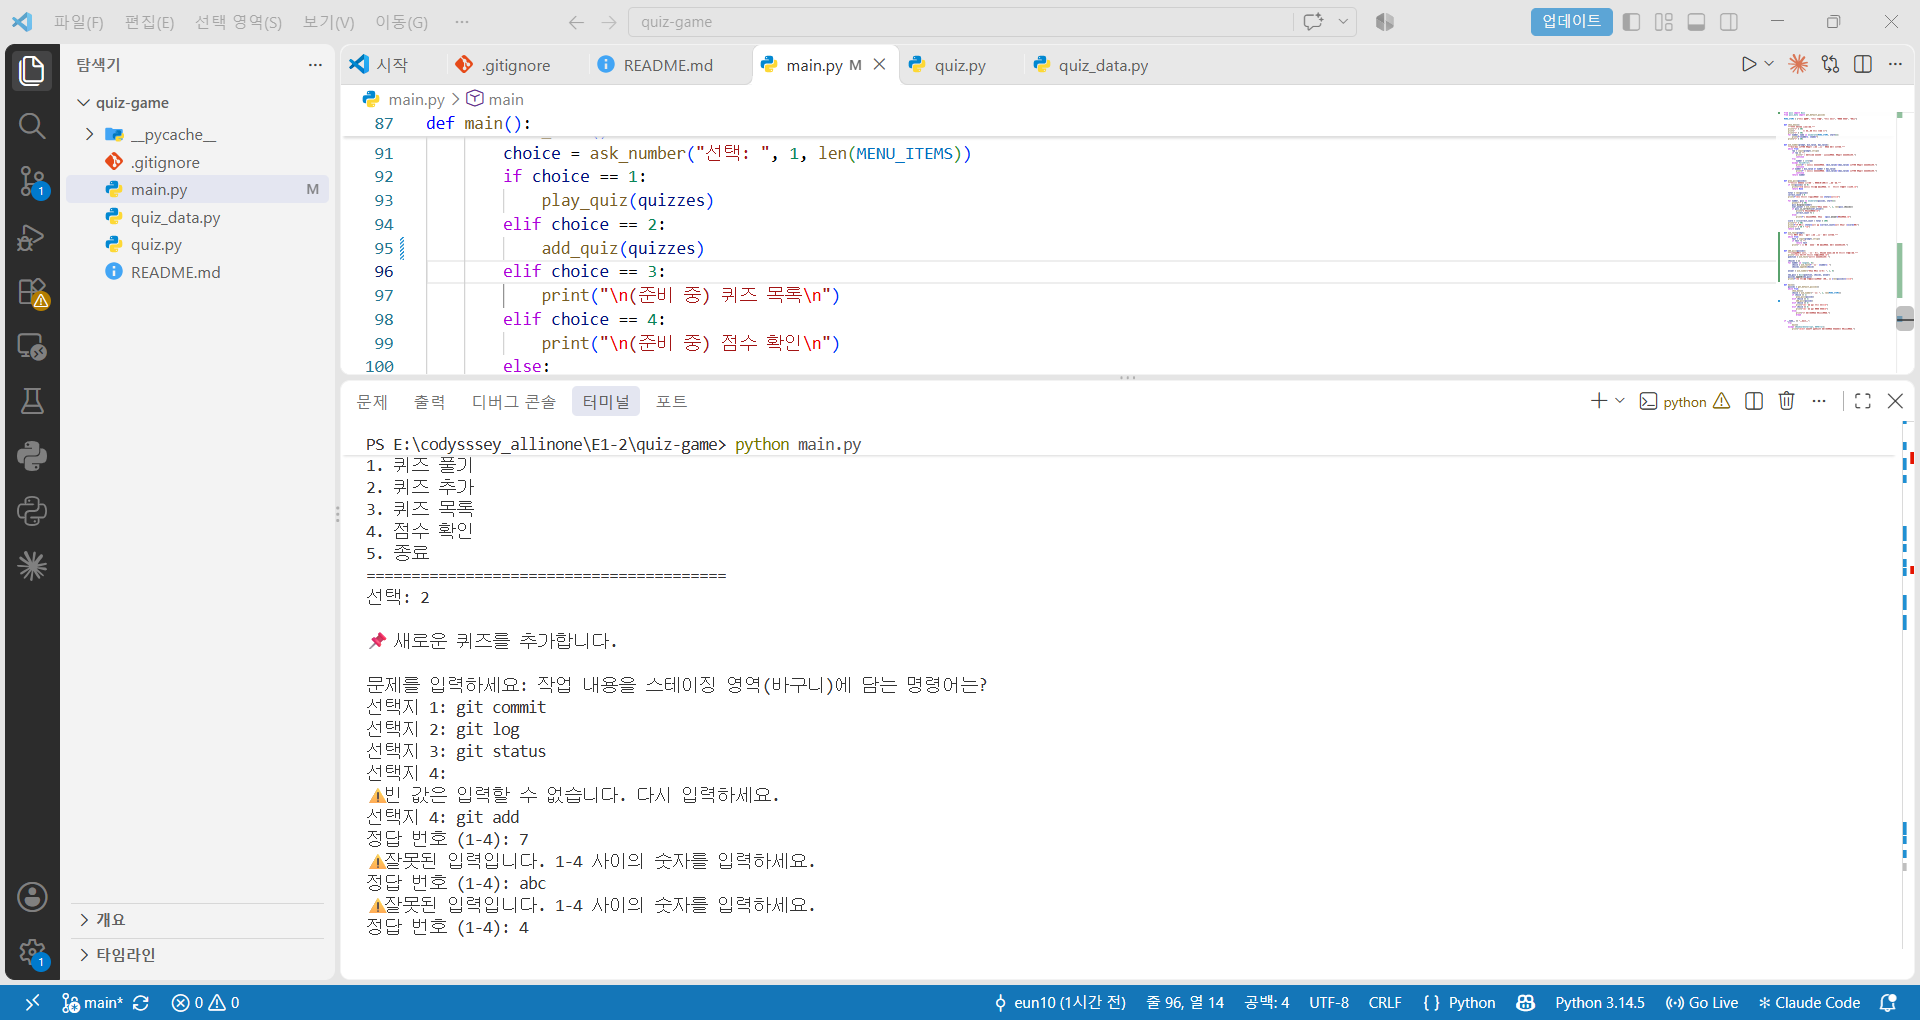 파일(F) 편집(E) 선택 영역(S) 보기(V) 이동(G) ··· quiz-game 업데이트
탐색기 ···
quiz-game
__pycache__
.gitignore
main.py M
quiz_data.py
quiz.py
README.md
개요
타임라인
시작 .gitignore README.md main.py M quiz.py quiz_data.py
main.py > main
87 def main():
91 choice = ask_number("선택: ", 1, len(MENU_ITEMS))
92 if choice == 1:
93 play_quiz(quizzes)
94 elif choice == 2:
95 add_quiz(quizzes)
96 elif choice == 3:
97 print("\n(준비 중) 퀴즈 목록\n")
98 elif choice == 4:
99 print("\n(준비 중) 점수 확인\n")
100 else:
문제 출력 디버그 콘솔 터미널 포트 python
PS E:\codysssey_allinone\E1-2\quiz-game> python main.py
1. 퀴즈 풀기
2. 퀴즈 추가
3. 퀴즈 목록
4. 점수 확인
5. 종료
========================================
선택: 2
📌 새로운 퀴즈를 추가합니다.
문제를 입력하세요: 작업 내용을 스테이징 영역(바구니)에 담는 명령어는?
선택지 1: git commit
선택지 2: git log
선택지 3: git status
선택지 4:
⚠️빈 값은 입력할 수 없습니다. 다시 입력하세요.
선택지 4: git add
정답 번호 (1-4): 7
⚠️잘못된 입력입니다. 1-4 사이의 숫자를 입력하세요.
정답 번호 (1-4): abc
⚠️잘못된 입력입니다. 1-4 사이의 숫자를 입력하세요.
정답 번호 (1-4): 4
main* 0 0 eun10 (1시간 전) 줄 96, 열 14 공백: 4 UTF-8 CRLF { } Python Python 3.14.5 Go Live Claude Code